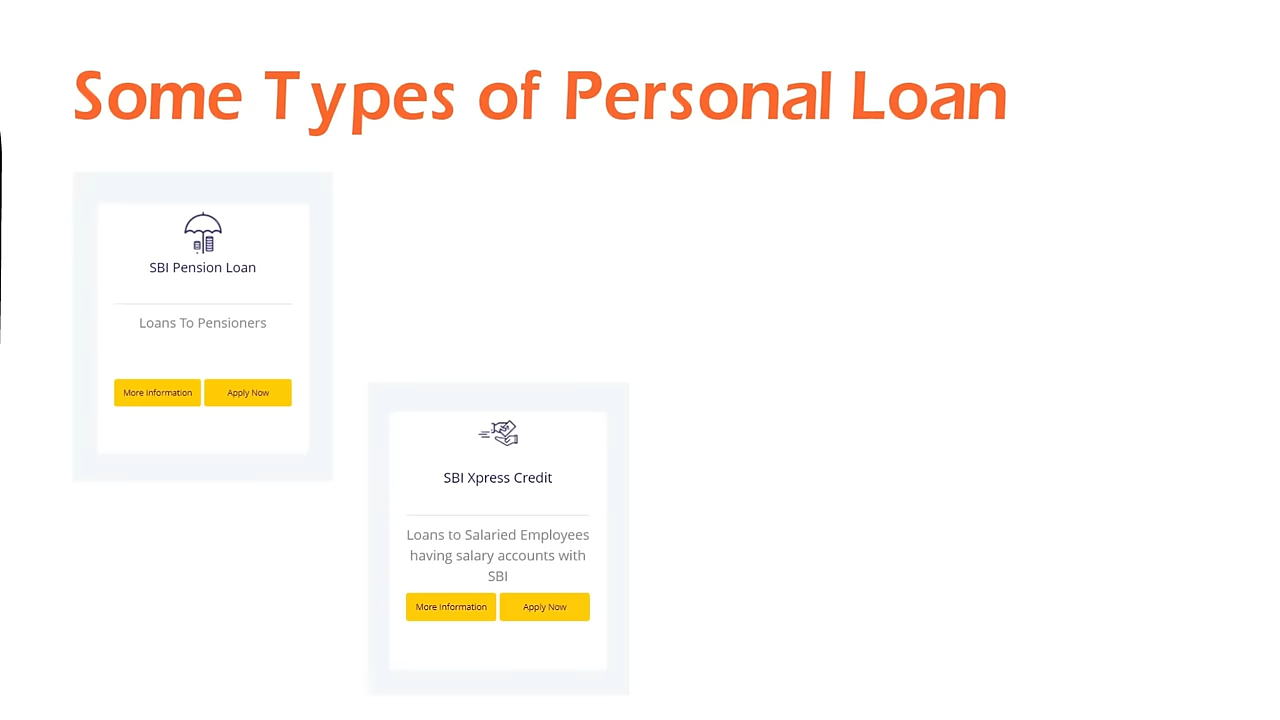 Some Types of Personal Loan
SBI Pension Loan
Loans To Pensioners
More Information Apply Now
SBI Xpress Credit
Loans to Salaried Employees
having salary accounts with
SBI
More Information Apply Now